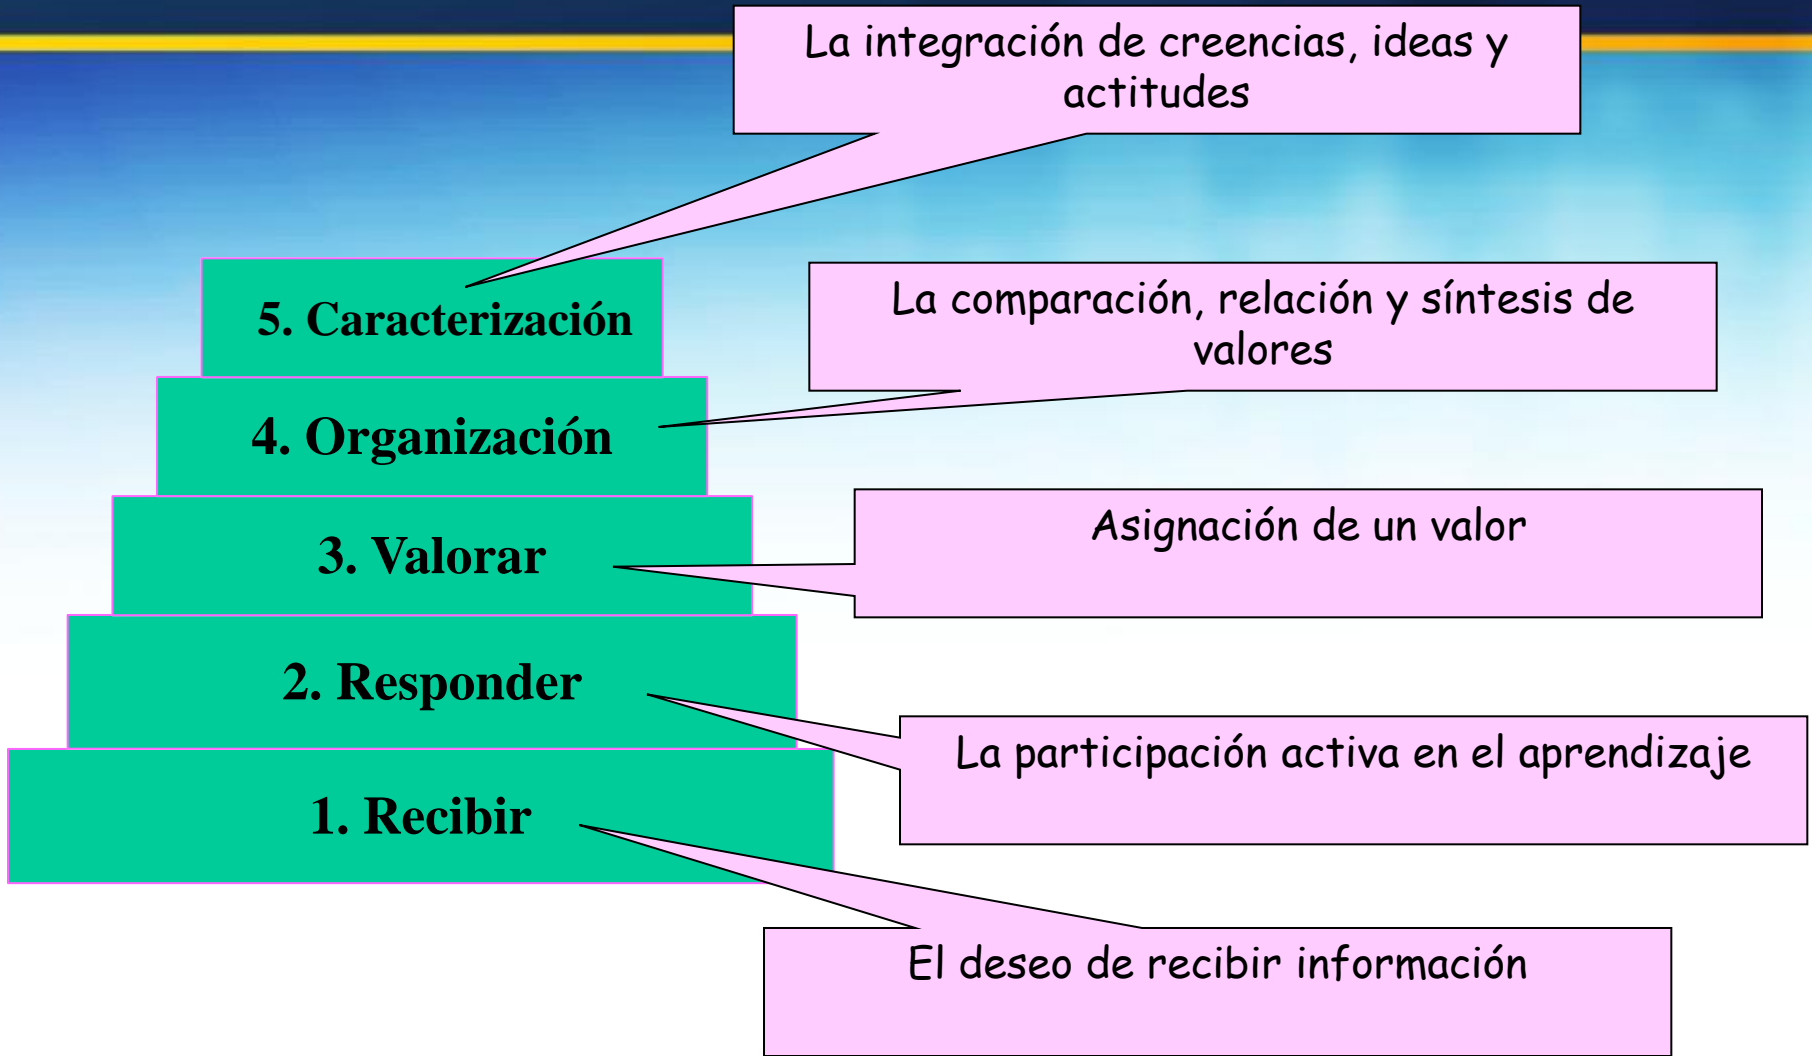 La integración de creencias, ideas y
actitudes
5. Caracterización
La comparación, relación y síntesis de
valores
4. Organización
Asignación de un valor
3. Valorar
2. Responder
La participación activa en el aprendizaje
1. Recibir
El deseo de recibir información